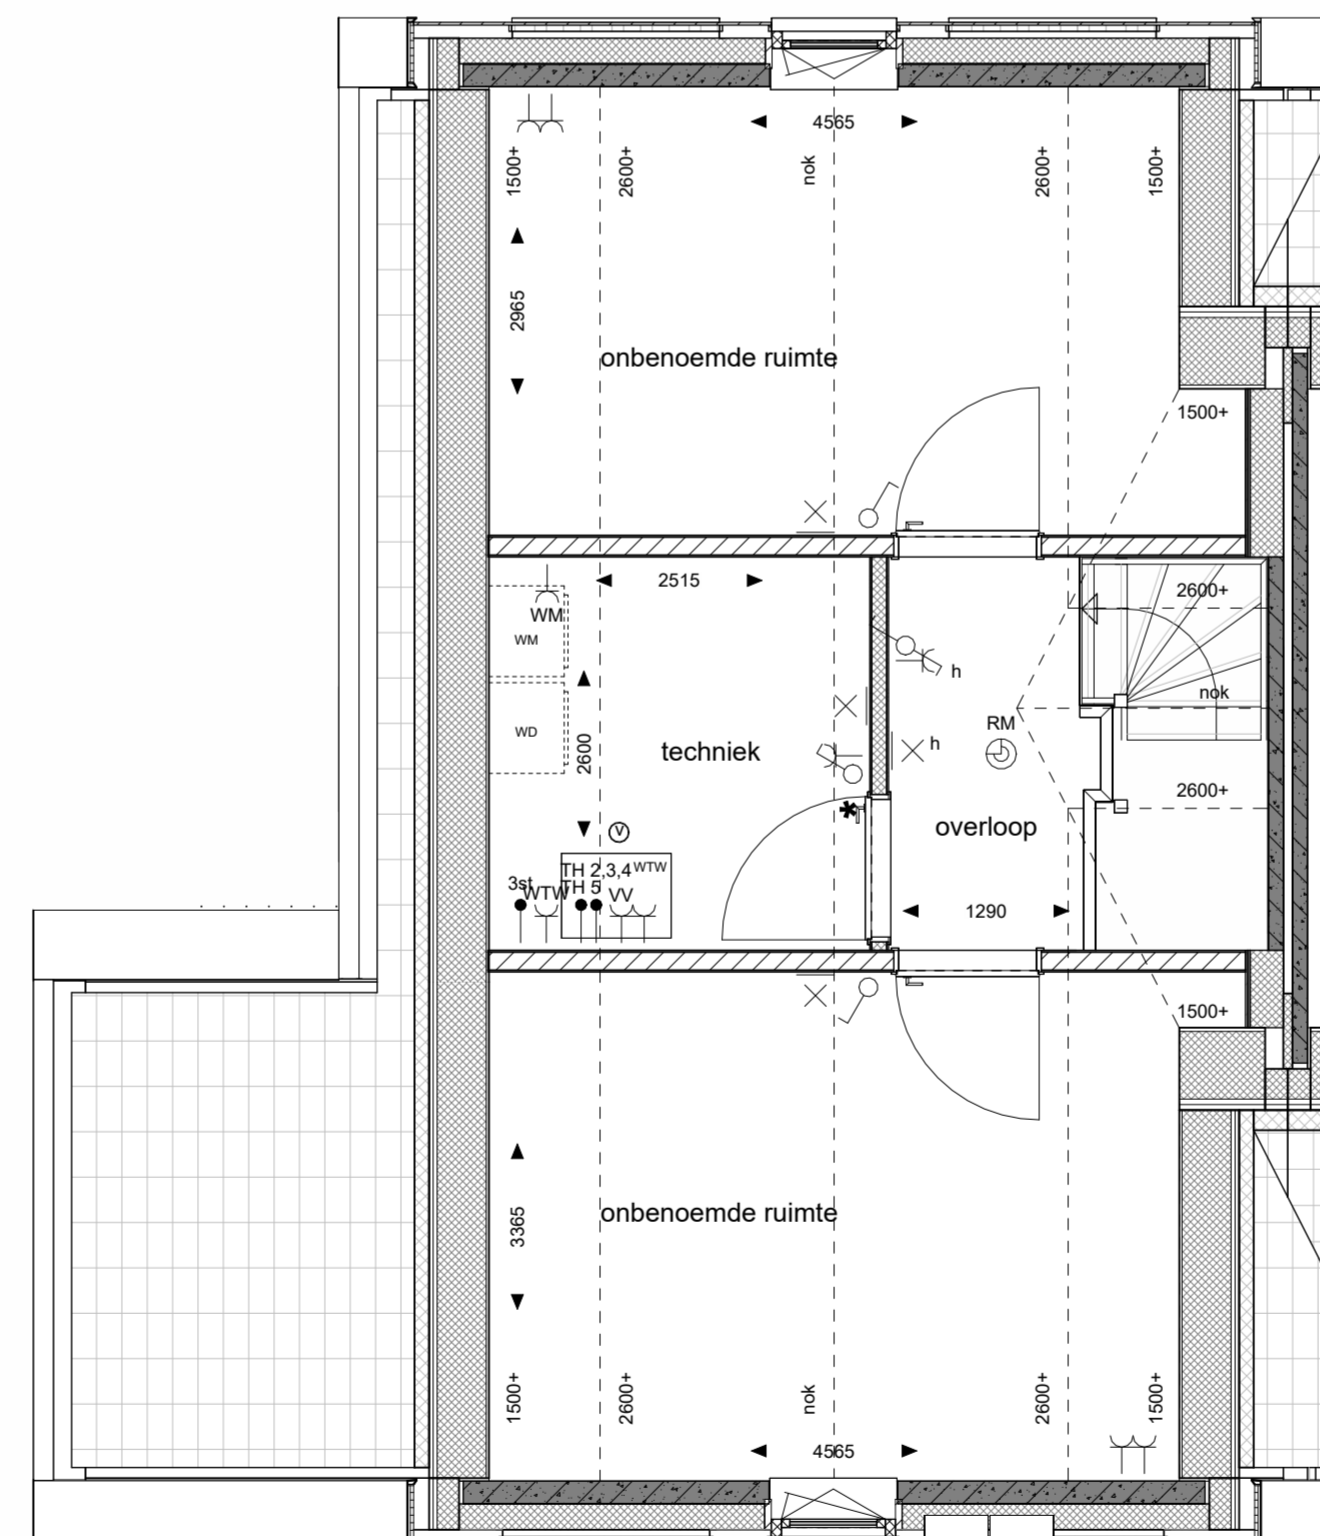 4565
1500+
2600+
nok
2600+
1500+
2965
onbenoemde ruimte
1500+
2515
WM
WM
2600+
h
nok
WD
2600
techniek
RM
h
2600+
overloop
V
TH 2,3,4
WTW
3st
WTW
TH 5
VV
*
1290
1500+
3365
onbenoemde ruimte
1500+
2600+
nok
2600+
1500+
4565